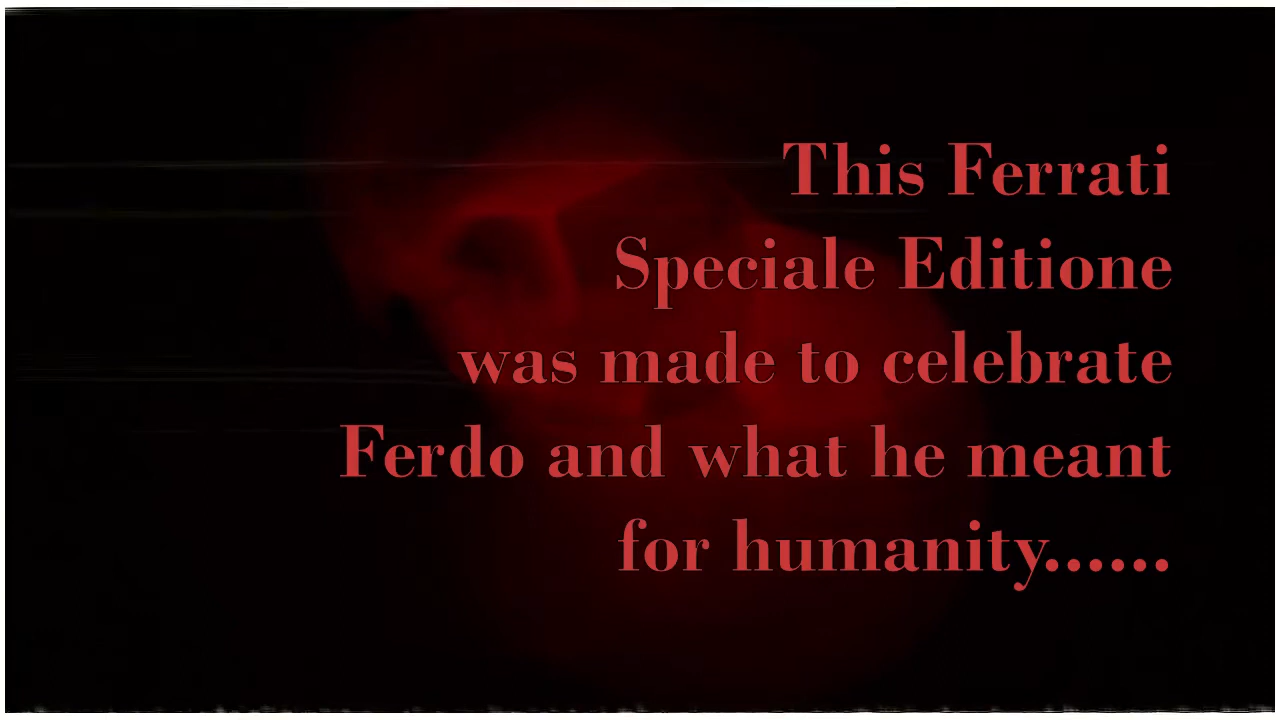 This Ferrati
Speciale Editione
was made to celebrate
Ferdo and what he meant
for humanity......